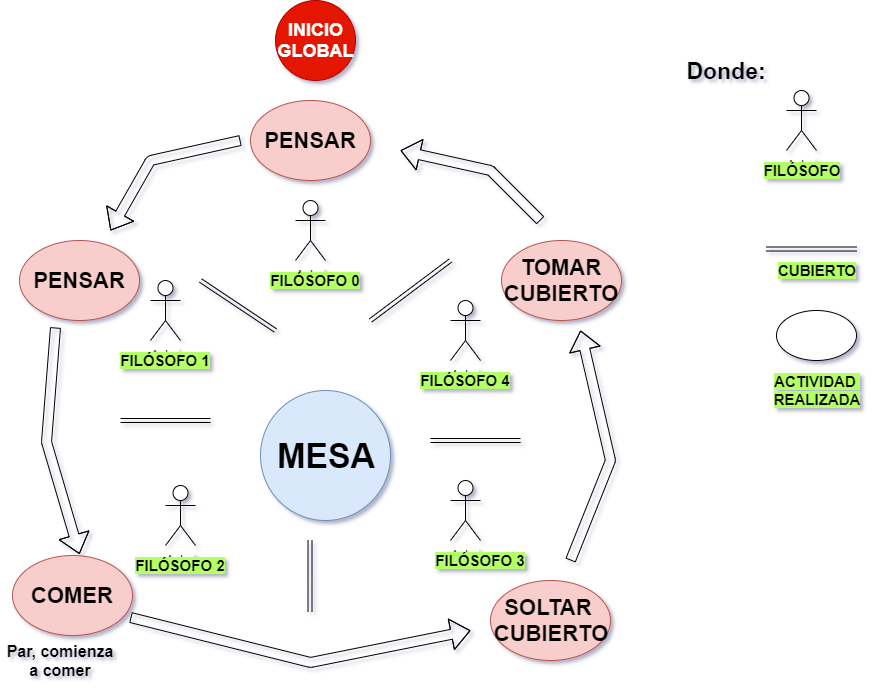 INICIO
GLOBAL
Donde:
PENSAR
FILÓSOFO
FILÓSOFO 0
PENSAR
TOMAR
CUBIERTO
CUBIERTO
FILÓSOFO 1
FILÓSOFO 4
ACTIVIDAD
REALIZADA
MESA
FILÓSOFO 2
FILÓSOFO 3
COMER
SOLTAR
CUBIERTO
Par, comienza
a comer